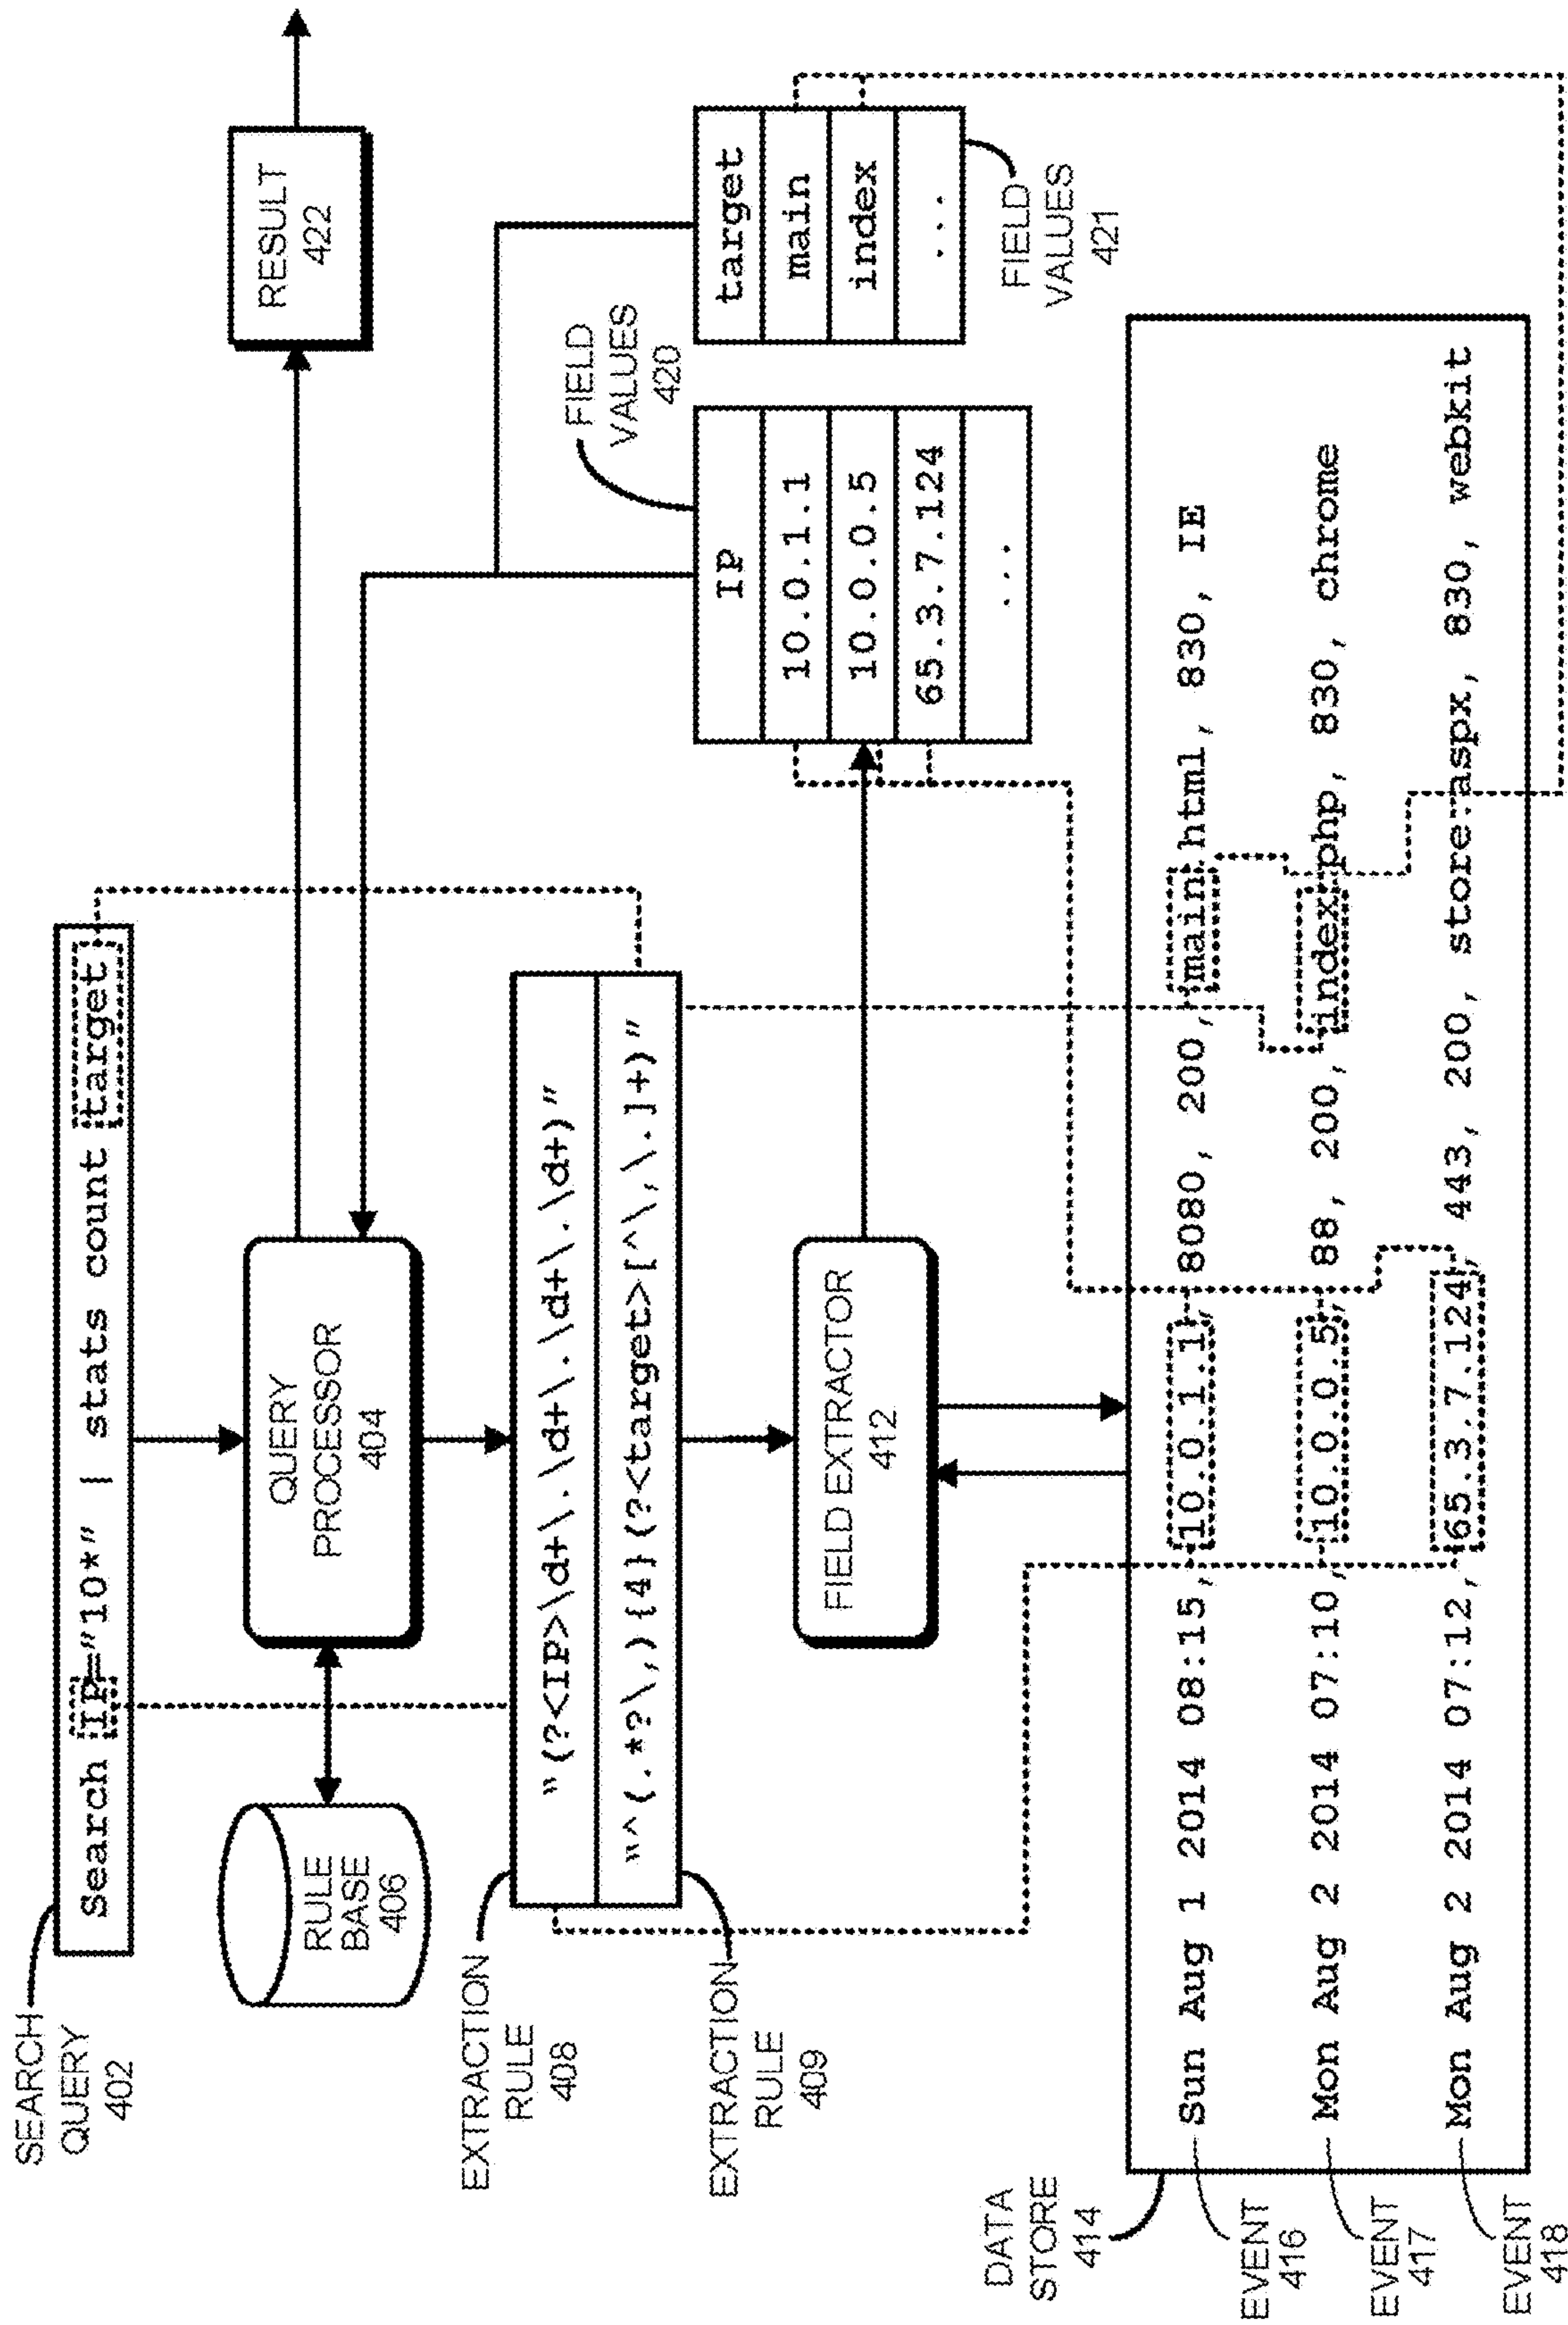 SEARCH
QUERY
402
Search IP="10*" | stats count target
RULE
BASE
406
QUERY
PROCESSOR
404
RESULT
422
EXTRACTION
RULE
408
"(?<IP>\d+\.\d+\.\d+\.\d+)"
"^(.*?\,){4}(?<target>[^\,\.]+)"
EXTRACTION
RULE
409
FIELD
VALUES
420
FIELD EXTRACTOR
412
IP
10.0.1.1
10.0.0.5
65.3.7.124
...
target
main
index
...
FIELD
VALUES
421
DATA
STORE
414
Sun Aug 1 2014 08:15, 10.0.1.1, 8080, 200, main.html, 830, IE
EVENT
416
Mon Aug 2 2014 07:10, 10.0.0.5, 88, 200, index.php, 830, chrome
EVENT
417
Mon Aug 2 2014 07:12, 65.3.7.124, 443, 200, store.aspx, 830, webkit
EVENT
418